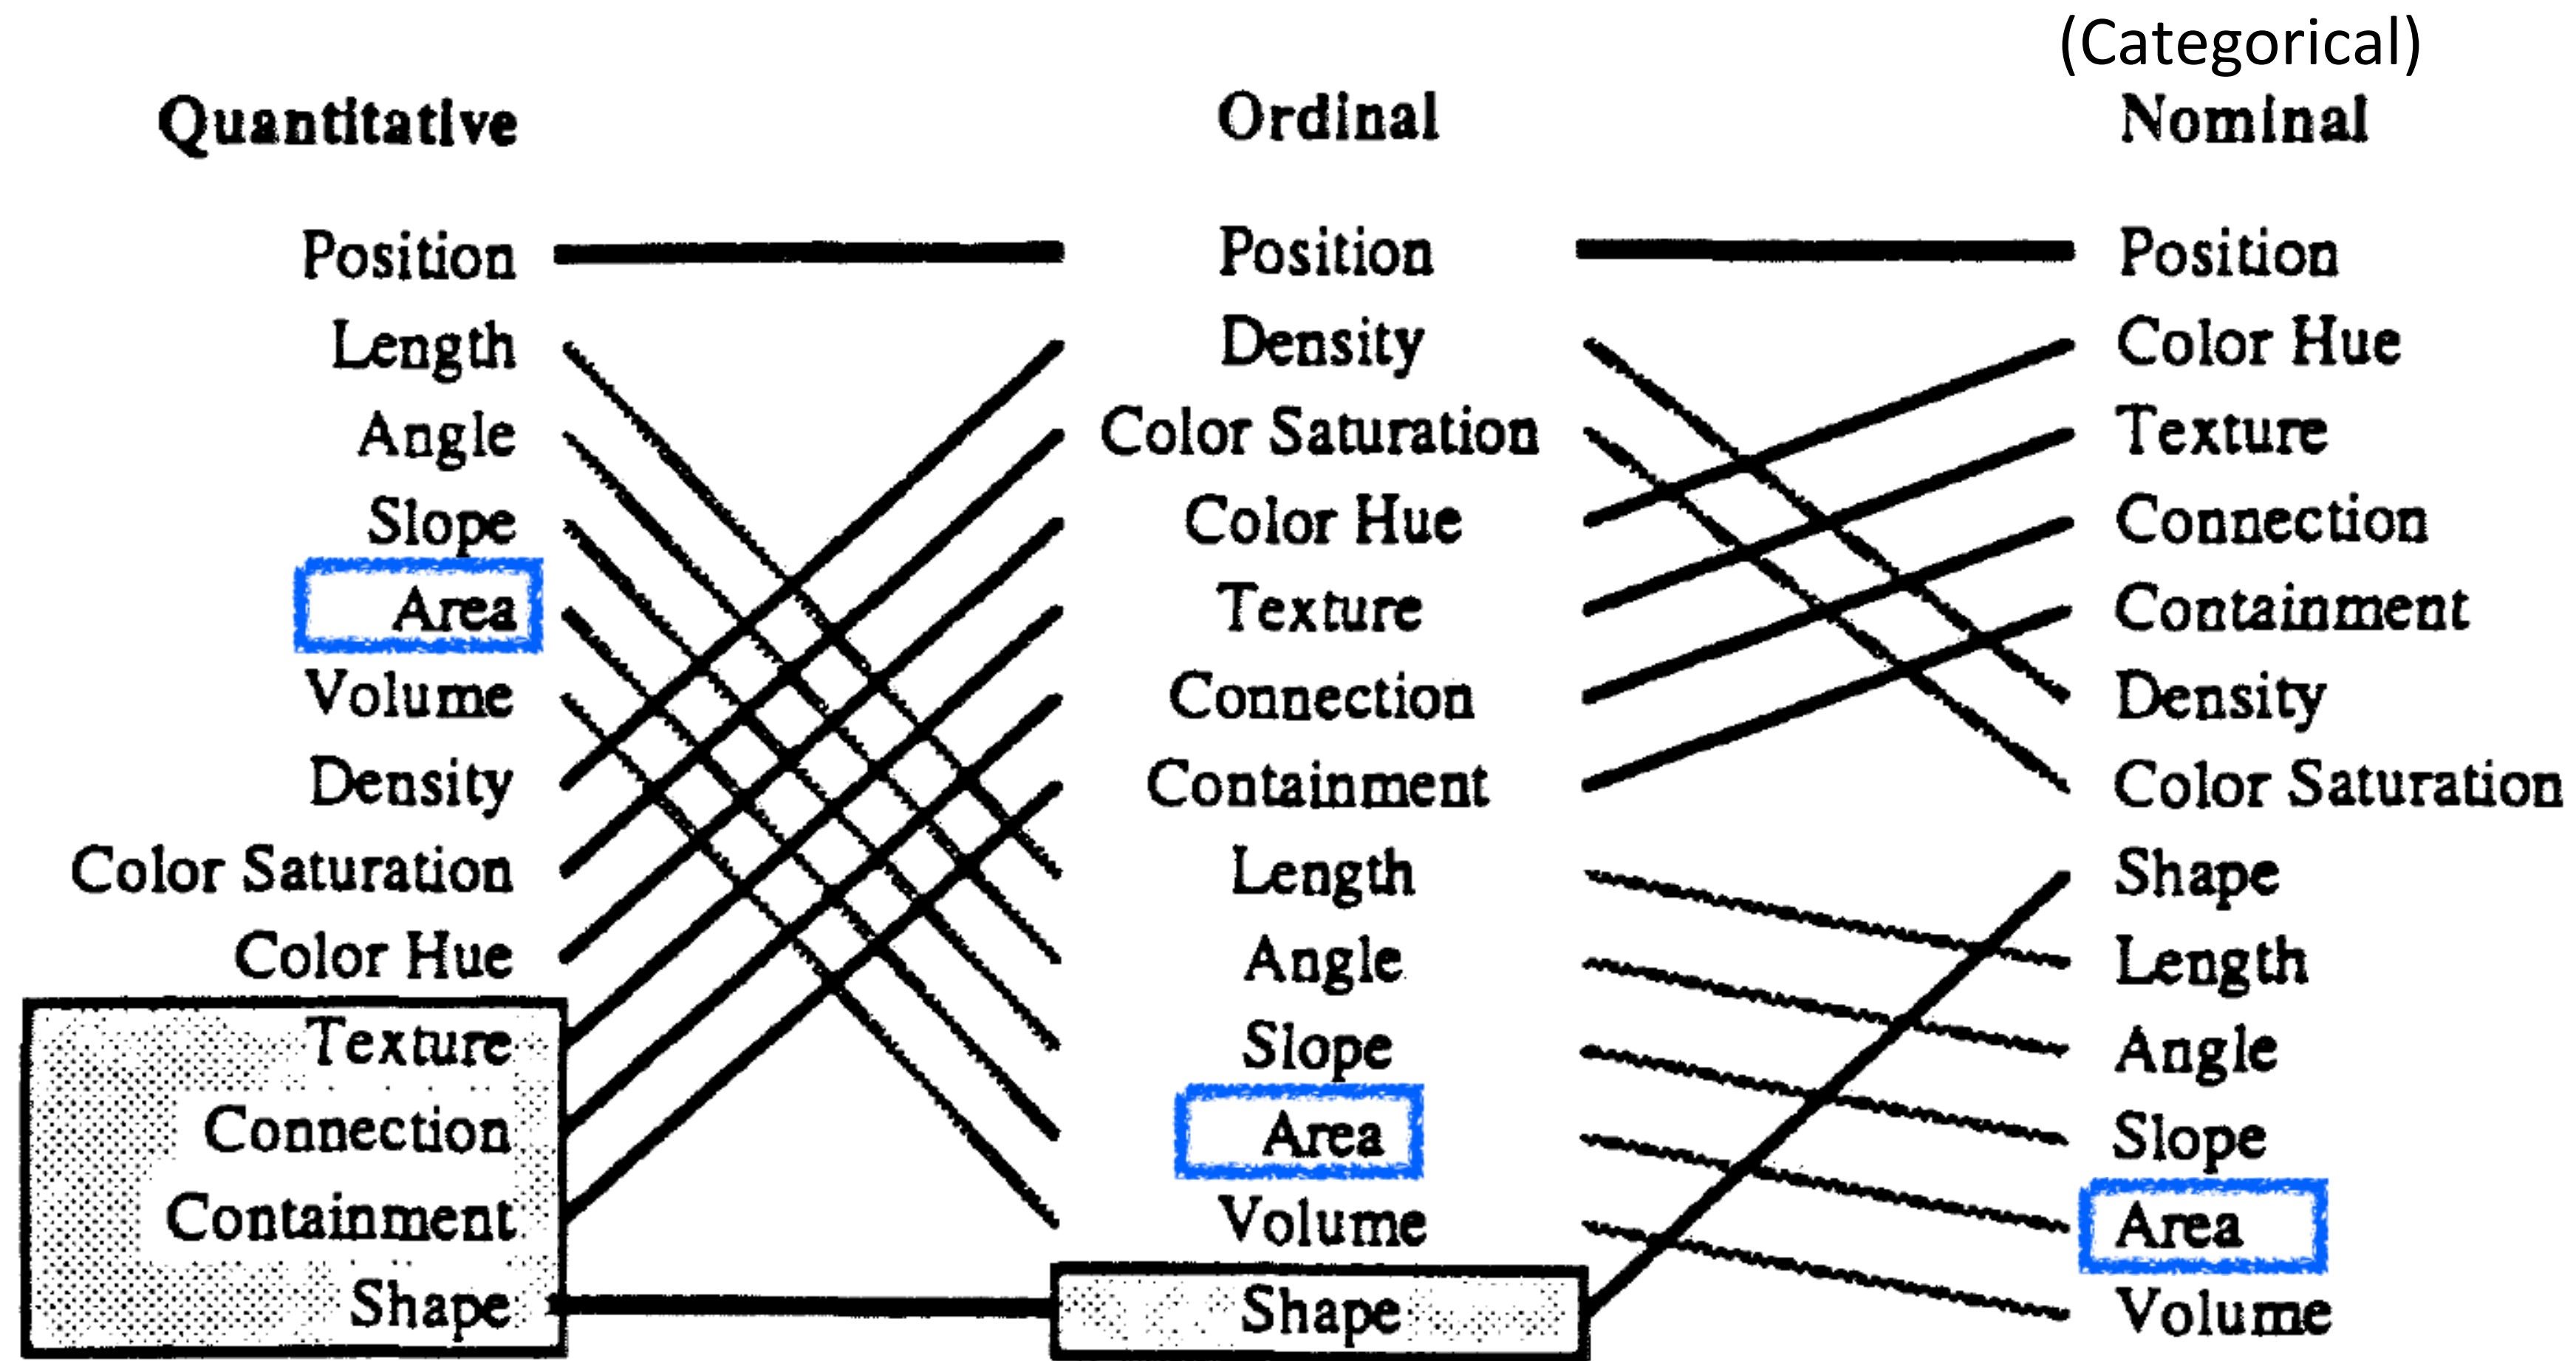 (Categorical)
Quantitative Ordinal Nominal
Position Position Position
Length Density Color Hue
Angle Color Saturation Texture
Slope Color Hue Connection
Area Texture Containment
Volume Connection Density
Density Containment Color Saturation
Color Saturation Length Shape
Color Hue Angle Length
Texture Slope Angle
Connection Area Slope
Containment Volume Area
Shape Shape Volume